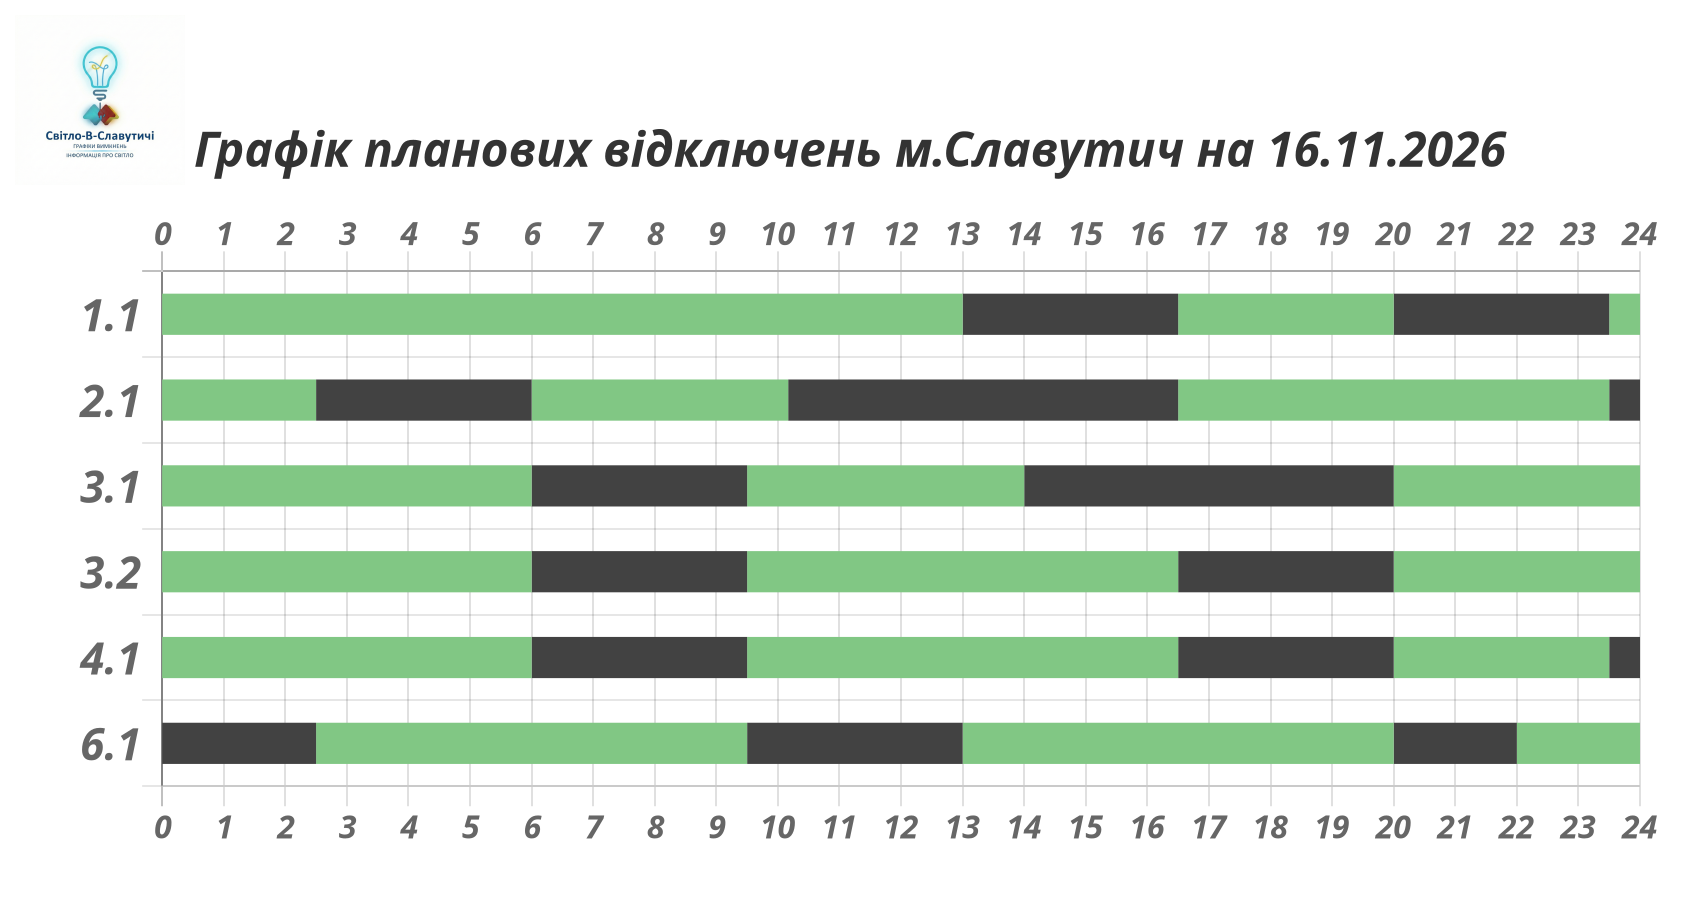 Світло-В-Славутичі
ГРАФІКИ ВИМКНЕНЬ
ІНФОРМАЦІЯ ПРО СВІТЛО
Графік планових відключень м.Славутич на 16.11.2026
0 1 2 3 4 5 6 7 8 9 10 11 12 13 14 15 16 17 18 19 20 21 22 23 24
1.1
2.1
3.1
3.2
4.1
6.1
0 1 2 3 4 5 6 7 8 9 10 11 12 13 14 15 16 17 18 19 20 21 22 23 24